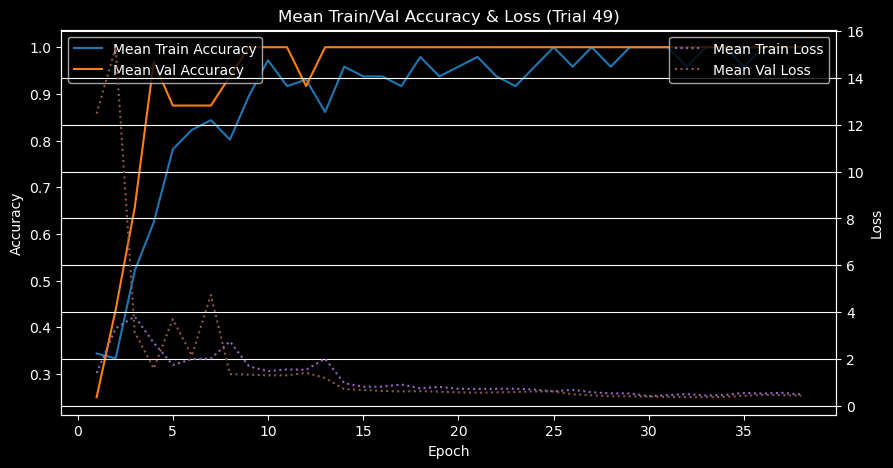 Mean Train/Val Accuracy & Loss (Trial 49)
Mean Train Accuracy
Mean Val Accuracy
Mean Train Loss
Mean Val Loss
1.0
0.9
0.8
0.7
0.6
0.5
0.4
0.3
Accuracy
16
14
12
10
8
6
4
2
0
Loss
0 5 10 15 20 25 30 35
Epoch